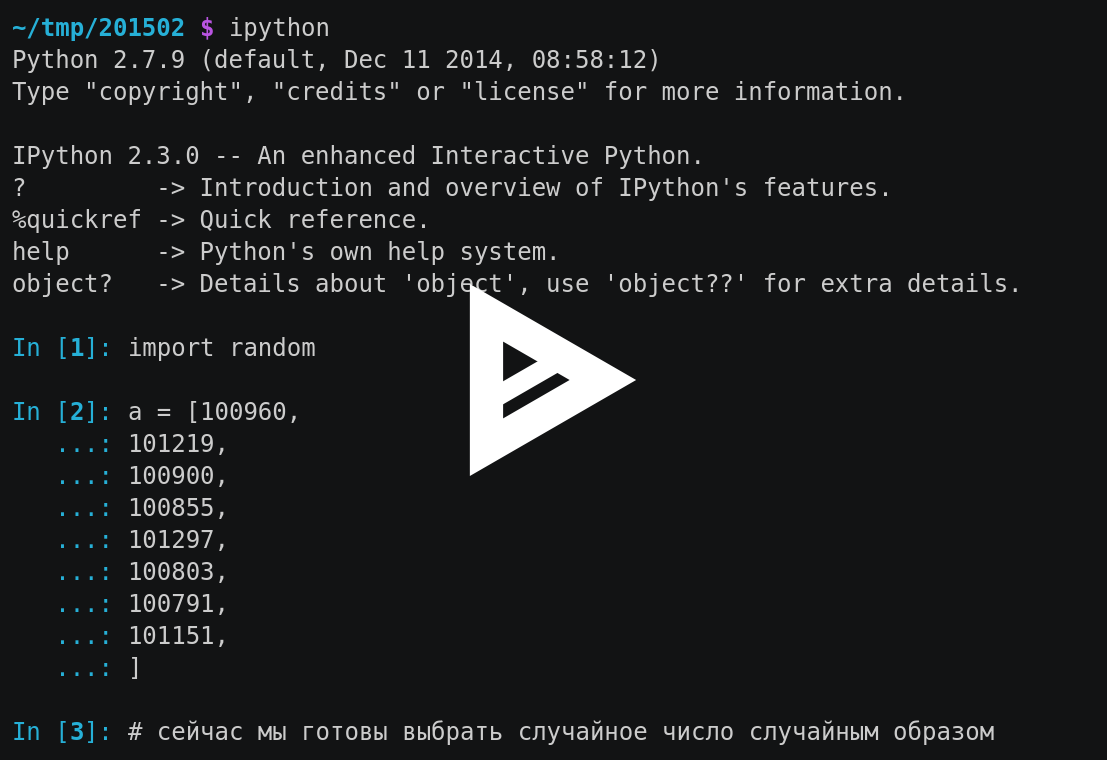 ~/tmp/201502 $ ipython
Python 2.7.9 (default, Dec 11 2014, 08:58:12)
Type "copyright", "credits" or "license" for more information.
IPython 2.3.0 -- An enhanced Interactive Python.
?         -> Introduction and overview of IPython's features.
%quickref -> Quick reference.
help      -> Python's own help system.
object?   -> Details about 'object', use 'object??' for extra details.
In [1]: import random
In [2]: a = [100960,
   ...: 101219,
   ...: 100900,
   ...: 100855,
   ...: 101297,
   ...: 100803,
   ...: 100791,
   ...: 101151,
   ...: ]
In [3]: # сейчас мы готовы выбрать случайное число случайным образом